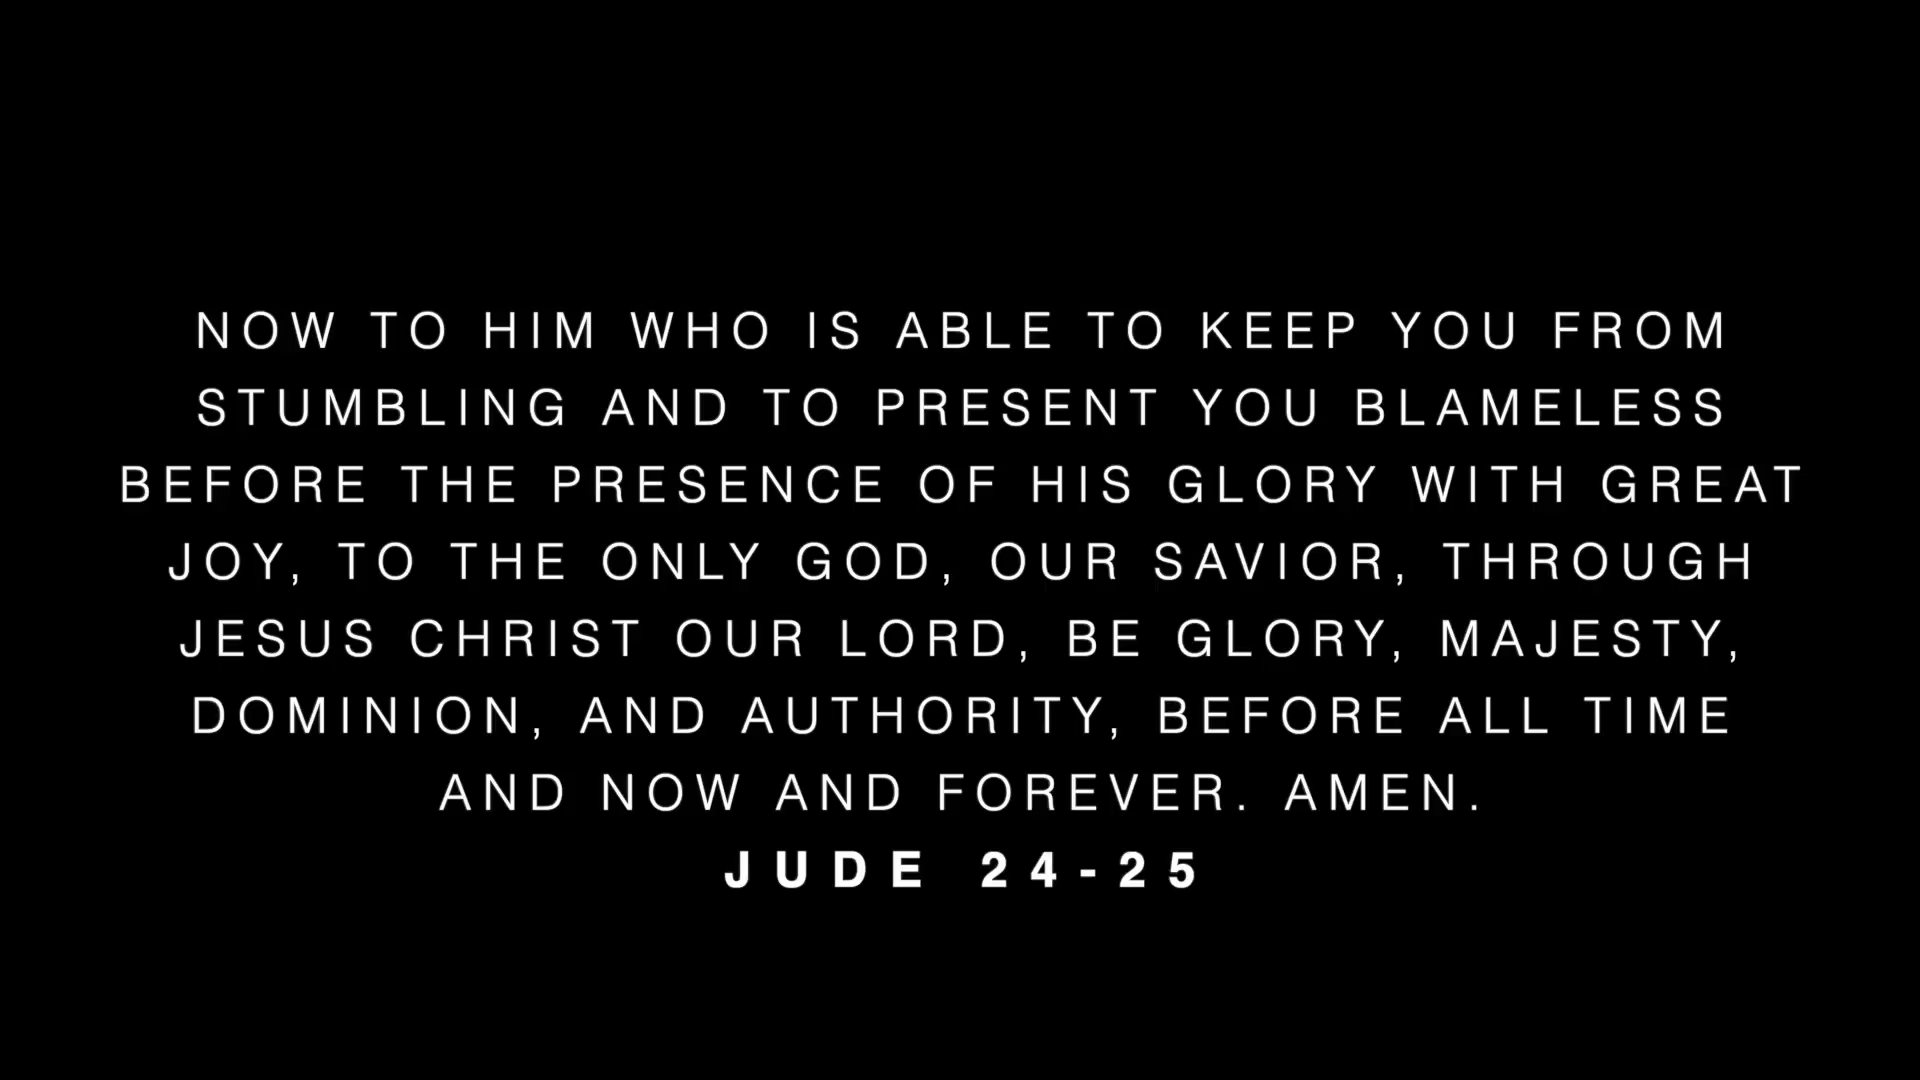 NOW TO HIM WHO IS ABLE TO KEEP YOU FROM
STUMBLING AND TO PRESENT YOU BLAMELESS
BEFORE THE PRESENCE OF HIS GLORY WITH GREAT
JOY, TO THE ONLY GOD, OUR SAVIOR, THROUGH
JESUS CHRIST OUR LORD, BE GLORY, MAJESTY,
DOMINION, AND AUTHORITY, BEFORE ALL TIME
AND NOW AND FOREVER. AMEN.
JUDE 24-25